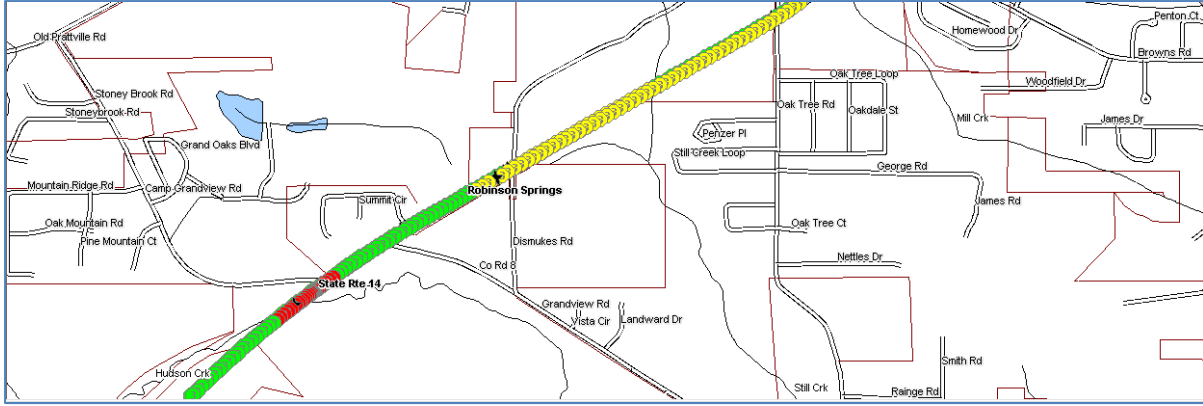 Penton Ct
Homewood Dr
Old Prattville Rd
Browns Rd
Oak Tree Loop
Woodfield Dr
Stoney Brook Rd
Oak Tree Rd
Oakdale St
Stoneybrook Rd
Mill Crk
James Dr
Penzer Pl
Grand Oaks Blvd
Still Creek Loop
George Rd
Mountain Ridge Rd
Camp Grandview Rd
Robinson Springs
Summit Cir
James Rd
Oak Mountain Rd
Oak Tree Ct
Pine Mountain Ct
Dismukes Rd
Nettles Dr
Co Rd 8
State Rte 14
Grandview Rd
Vista Cir
Landward Dr
Smith Rd
Hudson Crk
Still Crk
Rainge Rd